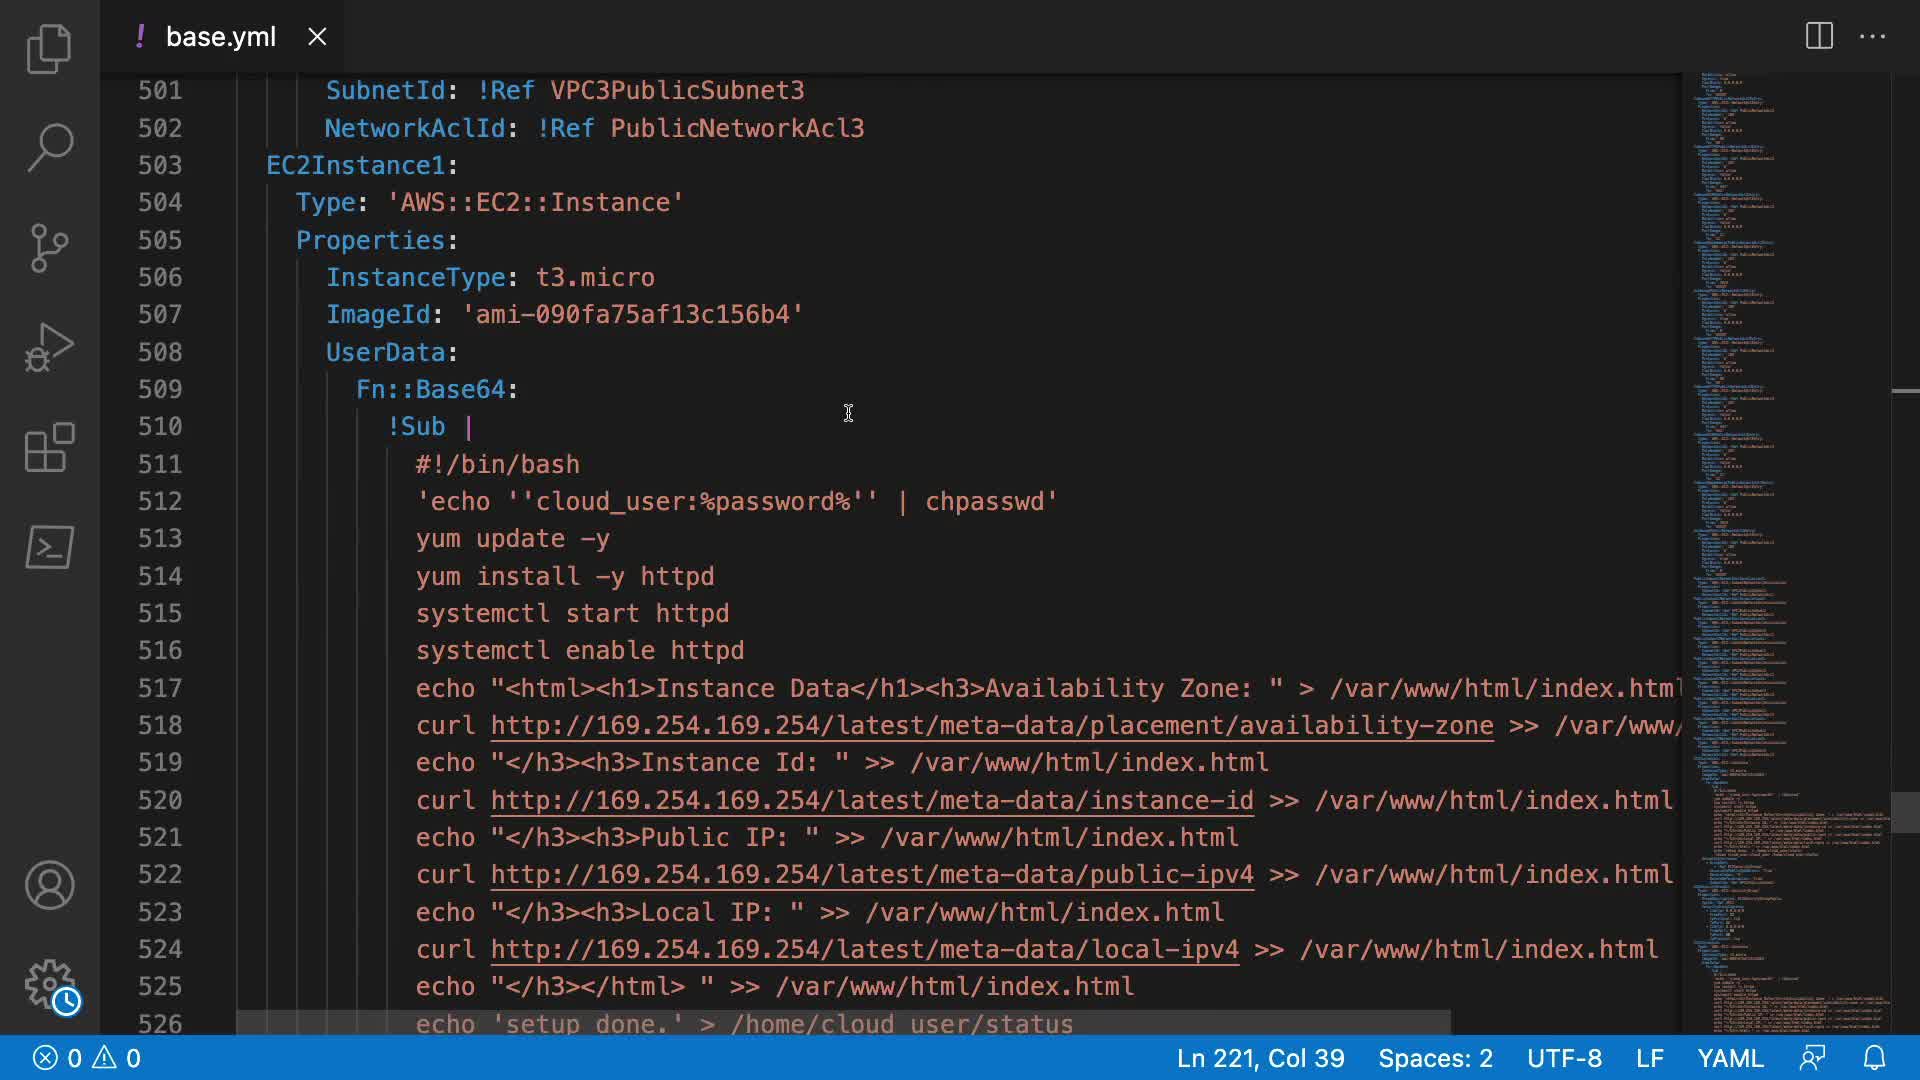 ! base.yml
501 SubnetId: !Ref VPC3PublicSubnet3
502 NetworkAclId: !Ref PublicNetworkAcl3
503 EC2Instance1:
504 Type: 'AWS::EC2::Instance'
505 Properties:
506 InstanceType: t3.micro
507 ImageId: 'ami-090fa75af13c156b4'
508 UserData:
509 Fn::Base64:
510 !Sub |
511 #!/bin/bash
512 'echo ''cloud_user:%password%'' | chpasswd'
513 yum update -y
514 yum install -y httpd
515 systemctl start httpd
516 systemctl enable httpd
517 echo "<html><h1>Instance Data</h1><h3>Availability Zone: " > /var/www/html/index.html
518 curl http://169.254.169.254/latest/meta-data/placement/availability-zone >> /var/www/
519 echo "</h3><h3>Instance Id: " >> /var/www/html/index.html
520 curl http://169.254.169.254/latest/meta-data/instance-id >> /var/www/html/index.html
521 echo "</h3><h3>Public IP: " >> /var/www/html/index.html
522 curl http://169.254.169.254/latest/meta-data/public-ipv4 >> /var/www/html/index.html
523 echo "</h3><h3>Local IP: " >> /var/www/html/index.html
524 curl http://169.254.169.254/latest/meta-data/local-ipv4 >> /var/www/html/index.html
525 echo "</h3></html> " >> /var/www/html/index.html
526 echo 'setup done.' > /home/cloud_user/status
0 0 Ln 221, Col 39 Spaces: 2 UTF-8 LF YAML